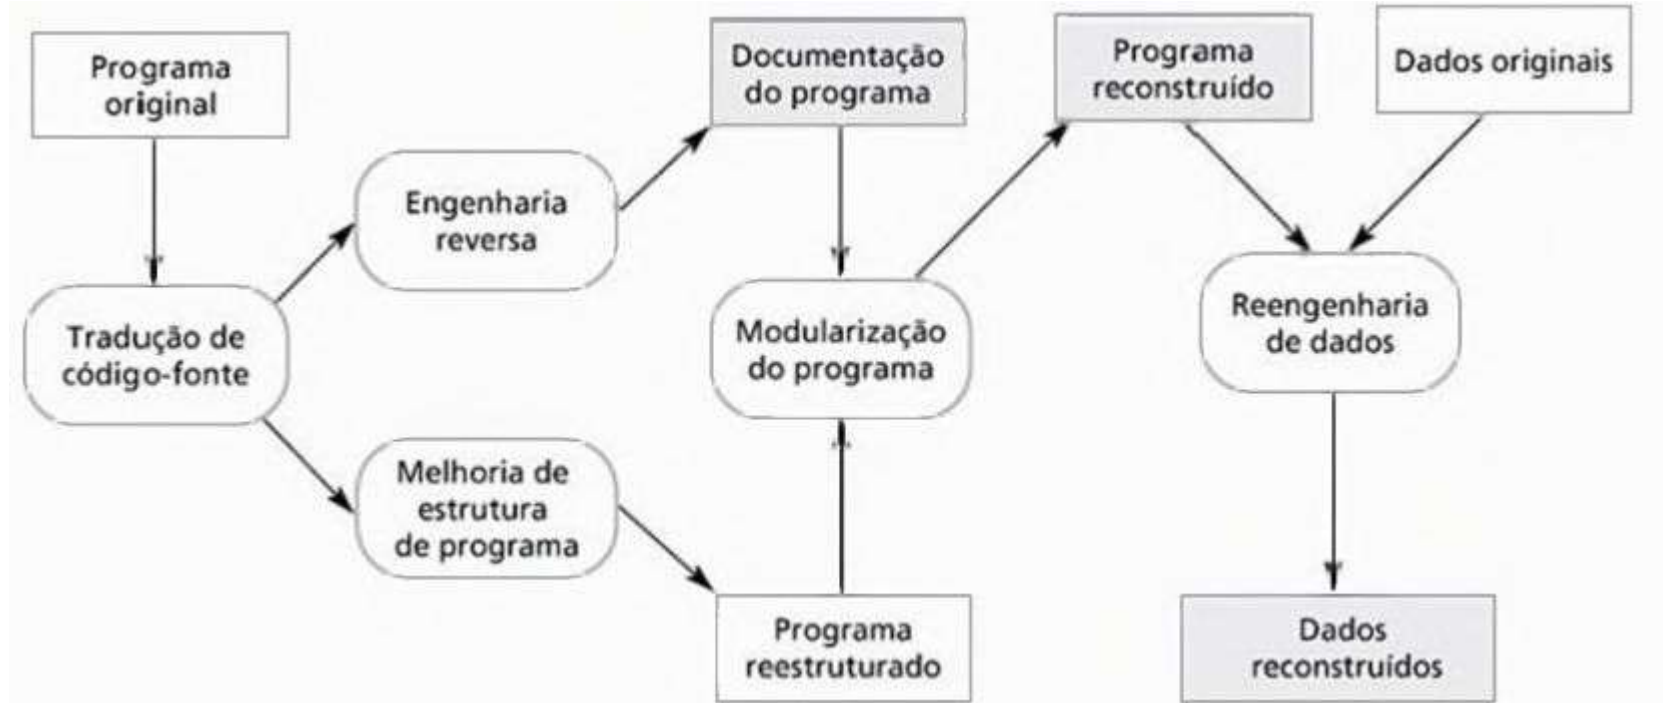 Programa
original
Documentação
do programa
Programa
reconstruído
Dados originais
Engenharia
reversa
Tradução de
código-fonte
Modularização
do programa
Reengenharia
de dados
Melhoria de
estrutura
de programa
Programa
reestruturado
Dados
reconstruídos